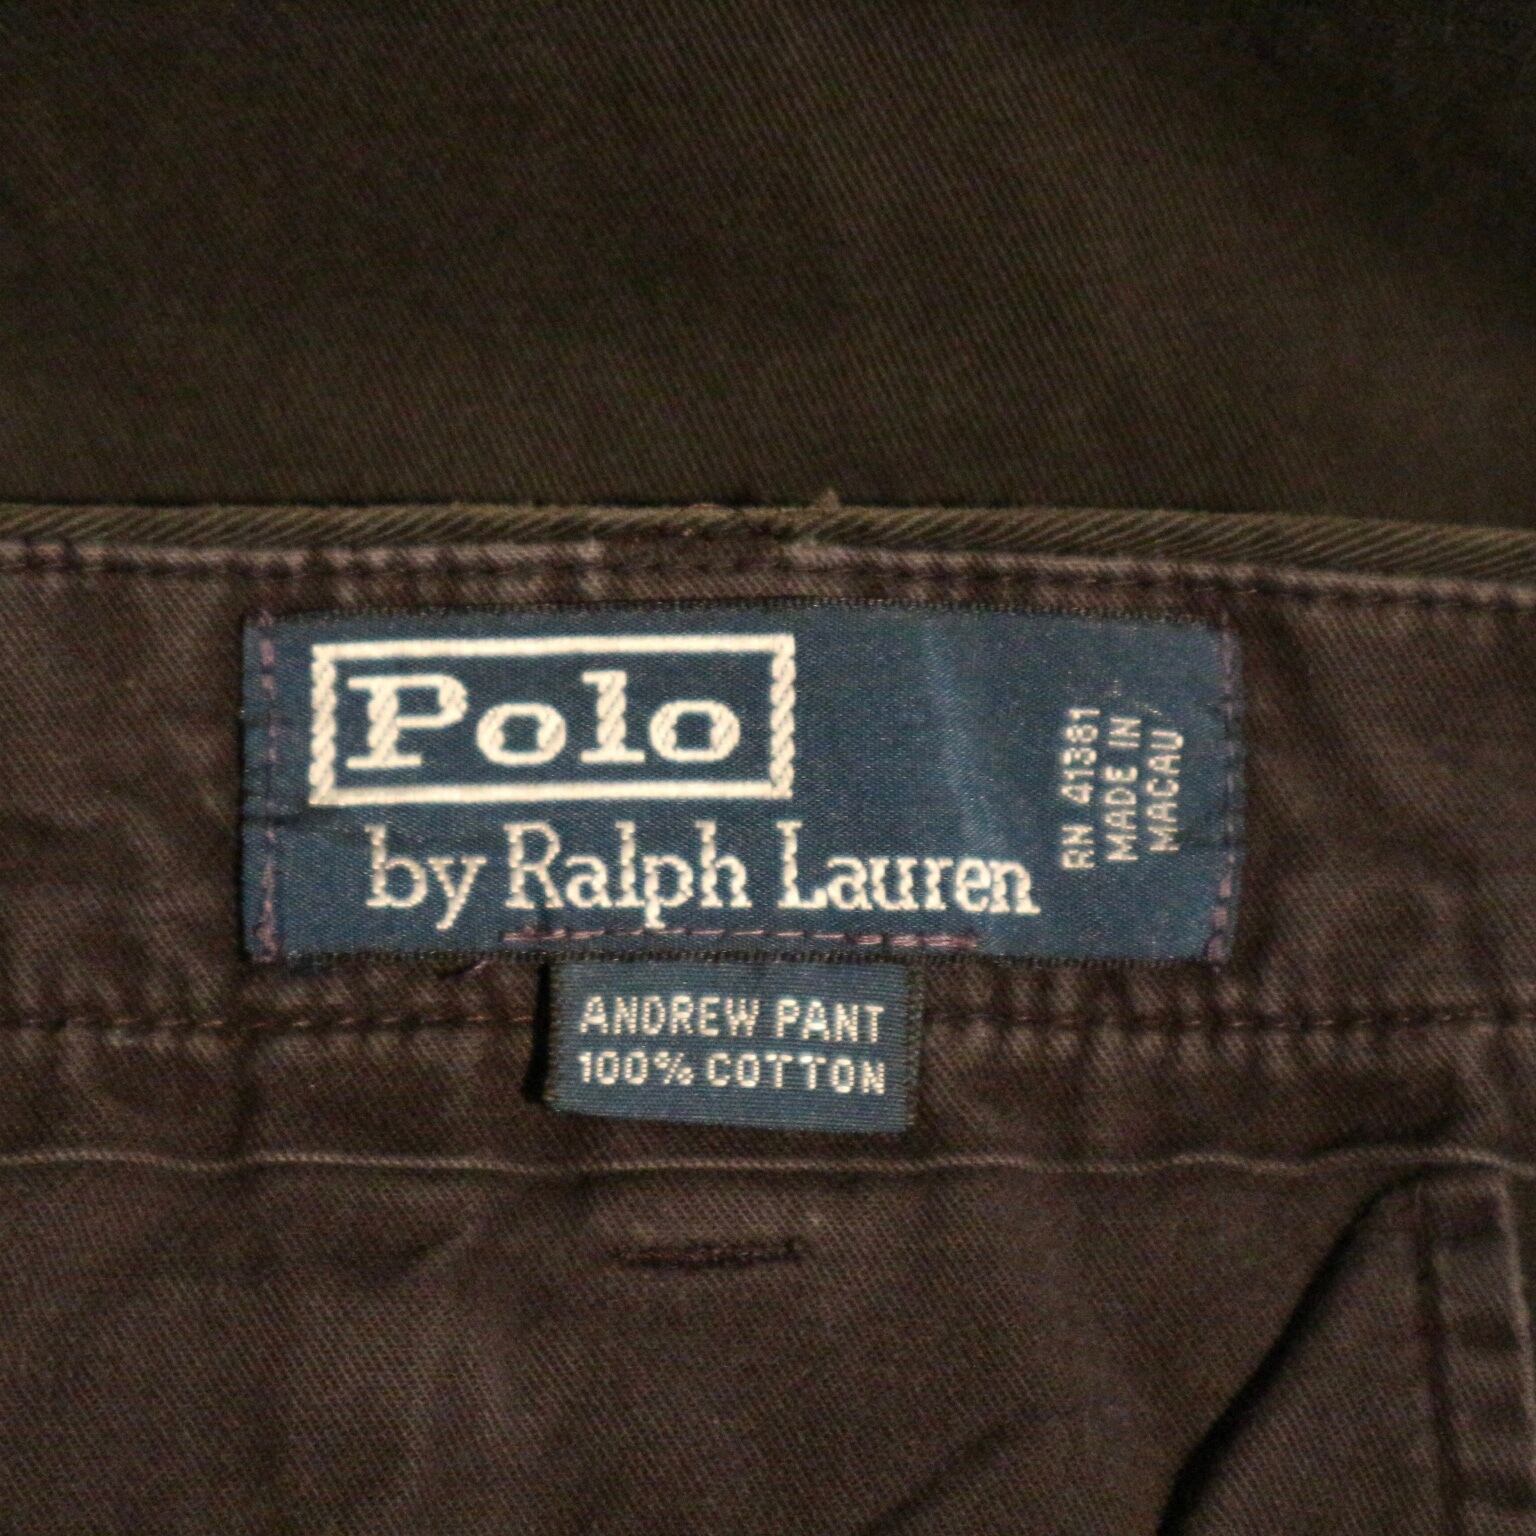 Polo
by Ralph Lauren
RN 41381
MADE IN
MACAU
ANDREW PANT
100% COTTON